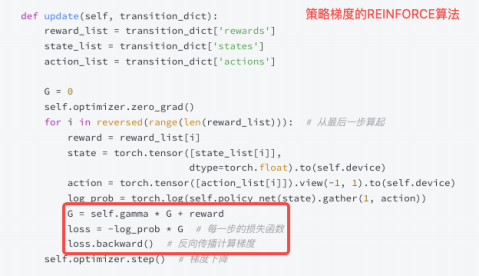 策略梯度的REINFORCE算法
def update(self, transition_dict):
    reward_list = transition_dict['rewards']
    state_list = transition_dict['states']
    action_list = transition_dict['actions']

    G = 0
    self.optimizer.zero_grad()
    for i in reversed(range(len(reward_list))):  # 从最后一步算起
        reward = reward_list[i]
        state = torch.tensor([state_list[i]],
                             dtype=torch.float).to(self.device)
        action = torch.tensor([action_list[i]]).view(-1, 1).to(self.device)
        log_prob = torch.log(self.policy_net(state).gather(1, action))
        G = self.gamma * G + reward
        loss = -log_prob * G  # 每一步的损失函数
        loss.backward()  # 反向传播计算梯度
    self.optimizer.step()  # 梯度下降